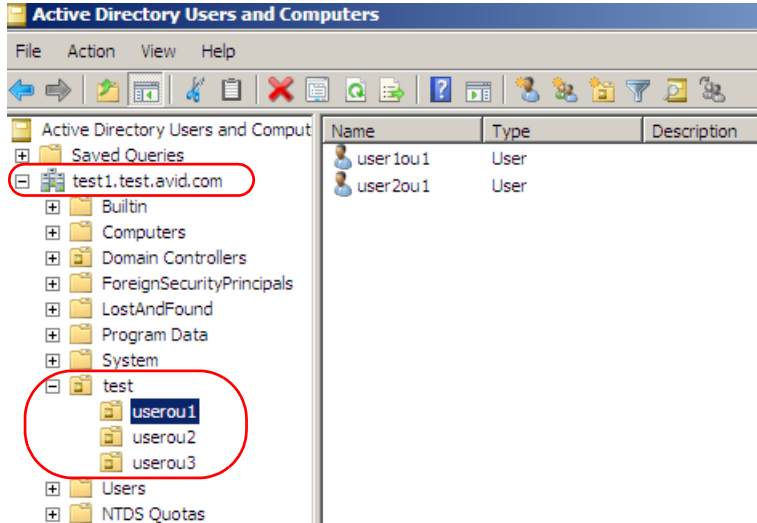 Active Directory Users and Computers
File Action View Help
Active Directory Users and Comput
Saved Queries
test1.test.avid.com
Builtin
Computers
Domain Controllers
ForeignSecurityPrincipals
LostAndFound
Program Data
System
test
userou1
userou2
userou3
Users
NTDS Quotas
Name Type Description
user1ou1 User
user2ou1 User